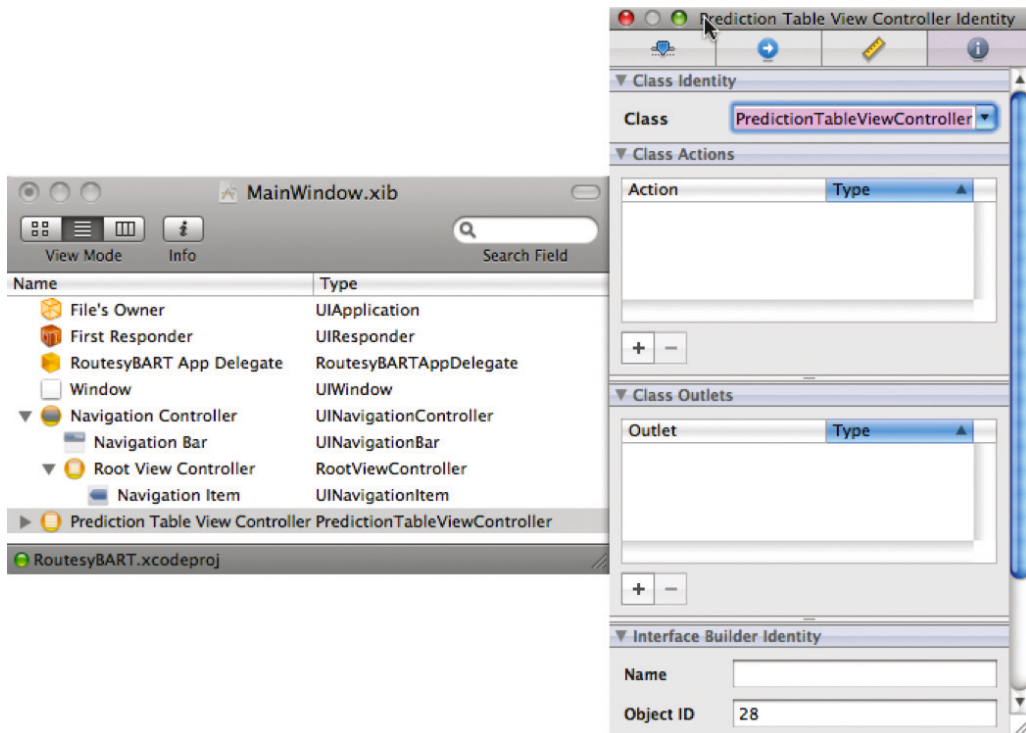 Prediction Table View Controller Identity
Class Identity
Class PredictionTableViewController
Class Actions
Action Type
+ −
Class Outlets
Outlet Type
+ −
Interface Builder Identity
Name
Object ID 28
MainWindow.xib
View Mode Info Search Field
Name Type
File's Owner UIApplication
First Responder UIResponder
RoutesyBART App Delegate RoutesyBARTAppDelegate
Window UIWindow
Navigation Controller UINavigationController
Navigation Bar UINavigationBar
Root View Controller RootViewController
Navigation Item UINavigationItem
Prediction Table View Controller PredictionTableViewController
RoutesyBART.xcodeproj